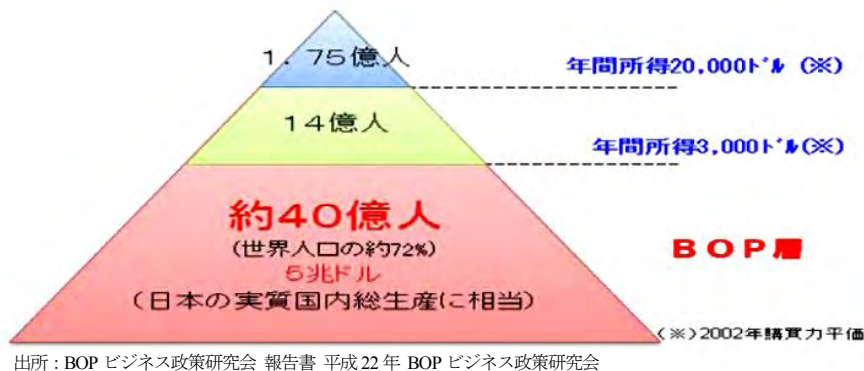 1.75億人
年間所得20,000ドル (※)
14億人
年間所得3,000ドル(※)
約40億人
(世界人口の約72%)
5兆ドル
(日本の実質国内総生産に相当)
BOP層
(※)2002年購買力平価
出所：BOP ビジネス政策研究会 報告書 平成22年 BOP ビジネス政策研究会